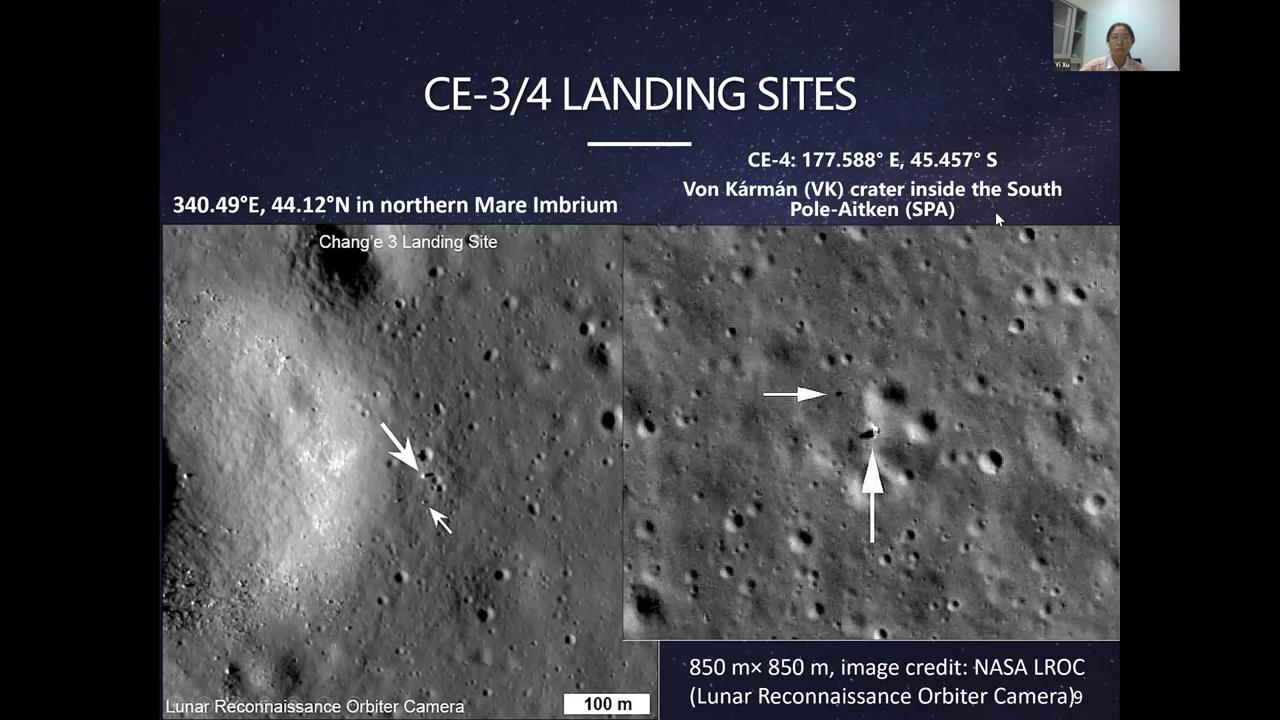 Yi Xu
CE-3/4 LANDING SITES
CE-4: 177.588° E, 45.457° S
Von Kármán (VK) crater inside the South
Pole-Aitken (SPA)
340.49°E, 44.12°N in northern Mare Imbrium
Chang'e 3 Landing Site
Lunar Reconnaissance Orbiter Camera
100 m
850 m× 850 m, image credit: NASA LROC
(Lunar Reconnaissance Orbiter Camera)
9